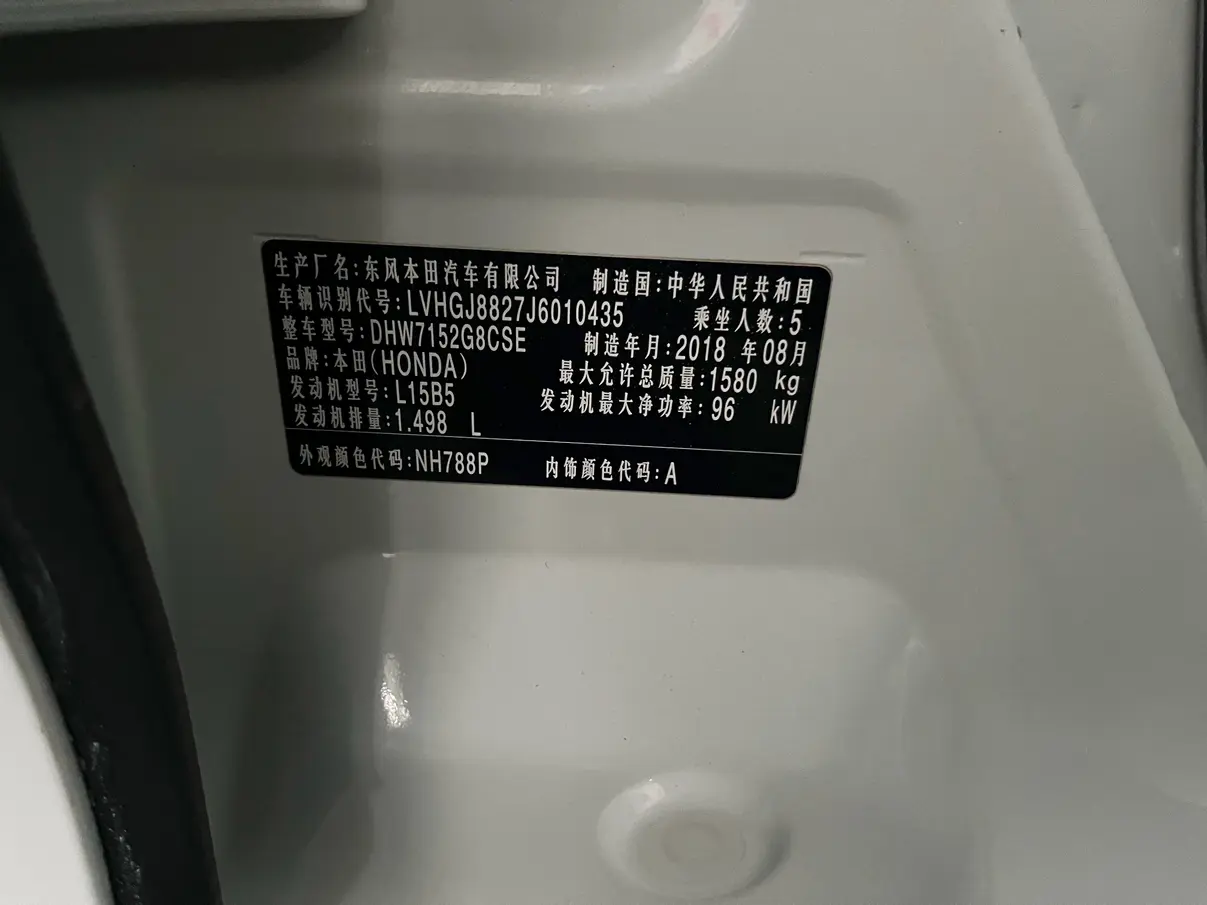 生产厂名:东风本田汽车有限公司 制造国:中华人民共和国
车辆识别代号:LVHGJ8827J6010435 乘坐人数:5
整车型号:DHW7152G8CSE 制造年月:2018 年08月
品牌:本田(HONDA) 最大允许总质量:1580 kg
发动机型号:L15B5 发动机最大净功率:96 kW
发动机排量:1.498 L
外观颜色代码:NH788P 内饰颜色代码:A